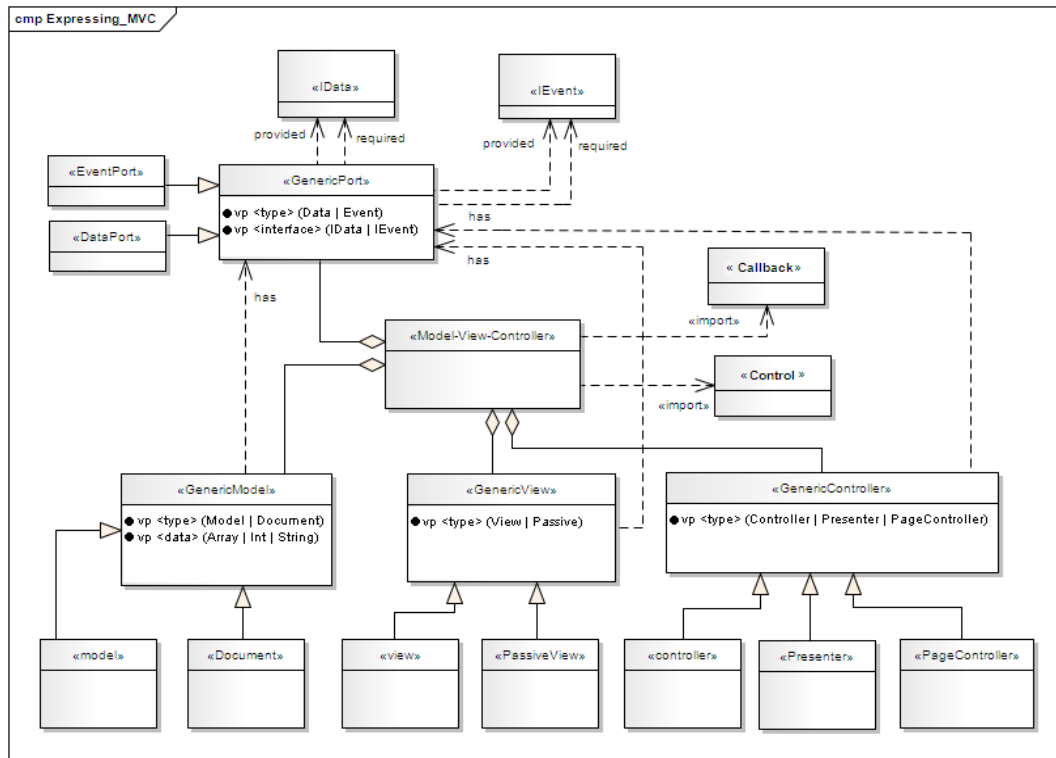 cmp Expressing_MVC
«IData»
«IEvent»
provided
required
provided
required
«EventPort»
«GenericPort»
vp <type> (Data | Event)
vp <interface> (IData | IEvent)
has
has
«DataPort»
« Callback»
has
«Model-View-Controller»
«import»
«Control »
«import»
«GenericModel»
vp <type> (Model | Document)
vp <data> (Array | Int | String)
«GenericView»
vp <type> (View | Passive)
«GenericController»
vp <type> (Controller | Presenter | PageController)
«model»
«Document»
«view»
«PassiveView»
«controller»
«Presenter»
«PageController»